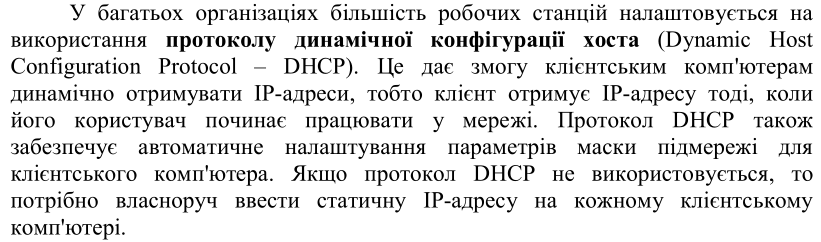 У багатьох організаціях більшість робочих станцій налаштовується на
використання протоколу динамічної конфігурації хоста (Dynamic Host
Configuration Protocol – DHCP). Це дає змогу клієнтським комп'ютерам
динамічно отримувати IP-адреси, тобто клієнт отримує IP-адресу тоді, коли
його користувач починає працювати у мережі. Протокол DHCP також
забезпечує автоматичне налаштування параметрів маски підмережі для
клієнтського комп'ютера. Якщо протокол DHCP не використовується, то
потрібно власноруч ввести статичну IP-адресу на кожному клієнтському
комп'ютері.